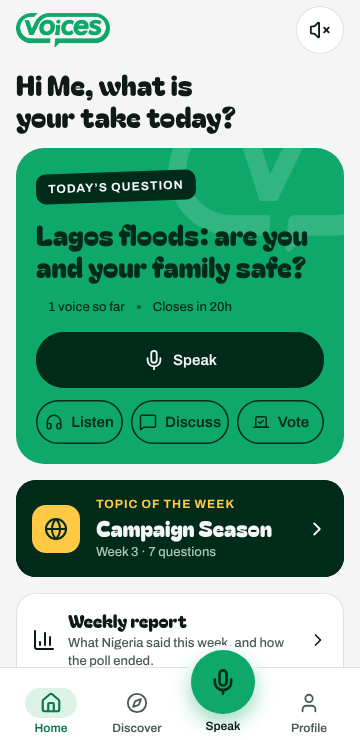 Voices
Hi Me, what is
your take today?
TODAY'S QUESTION
Lagos floods: are you
and your family safe?
1 voice so far • Closes in 20h
Speak
Listen
Discuss
Vote
TOPIC OF THE WEEK
Campaign Season
Week 3 · 7 questions
Weekly report
What Nigeria said this week, and how
the poll ended.
Home
Discover
Speak
Profile